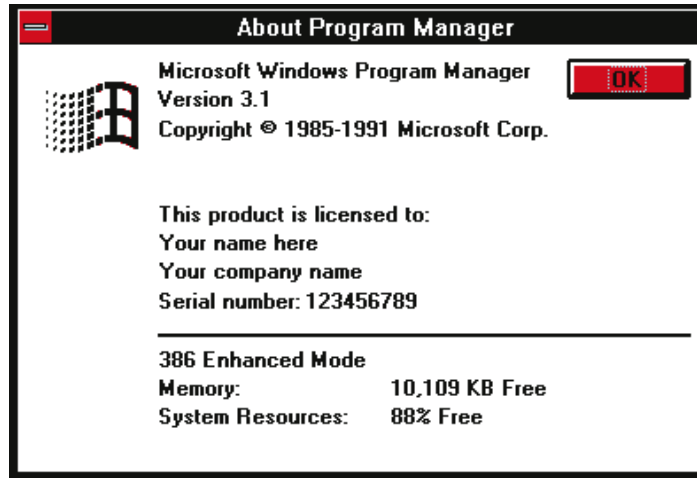 About Program Manager
Microsoft Windows Program Manager
OK
Version 3.1
Copyright © 1985-1991 Microsoft Corp.
This product is licensed to:
Your name here
Your company name
Serial number: 123456789
386 Enhanced Mode
Memory: 10,109 KB Free
System Resources: 88% Free